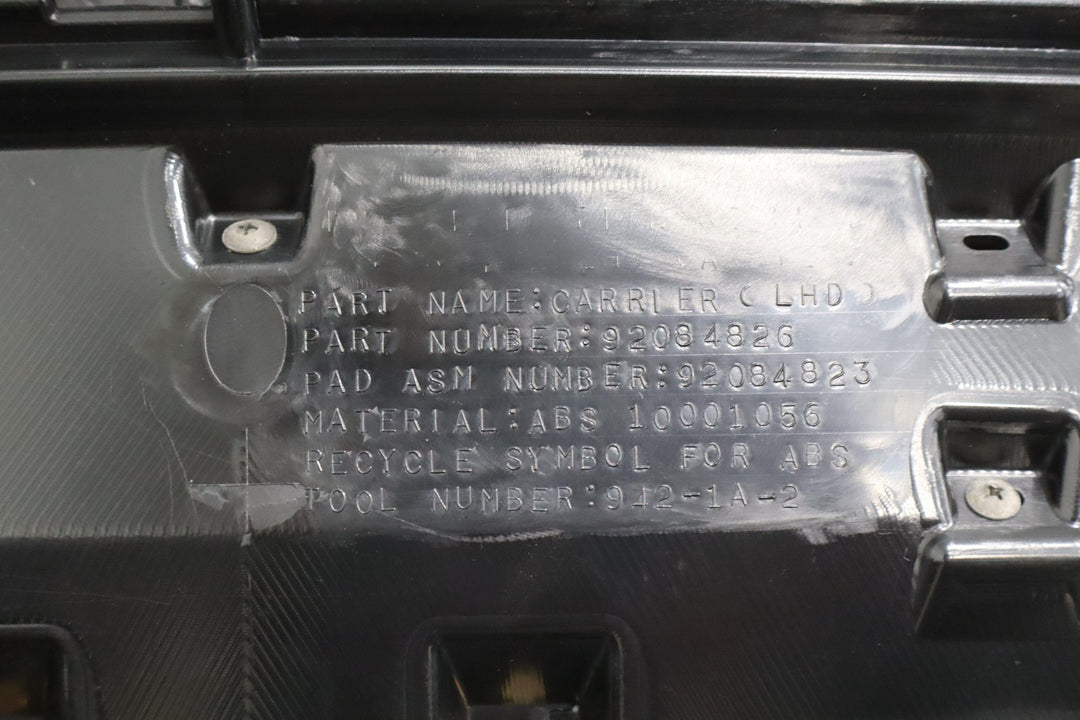 PART NAME:CARRIER(LHD)
PART NUMBER:92084826
PAD ASM NUMBER:92084823
MATERIAL:ABS 10001056
RECYCLE SYMBOL FOR ABS
TOOL NUMBER:942-1A-2